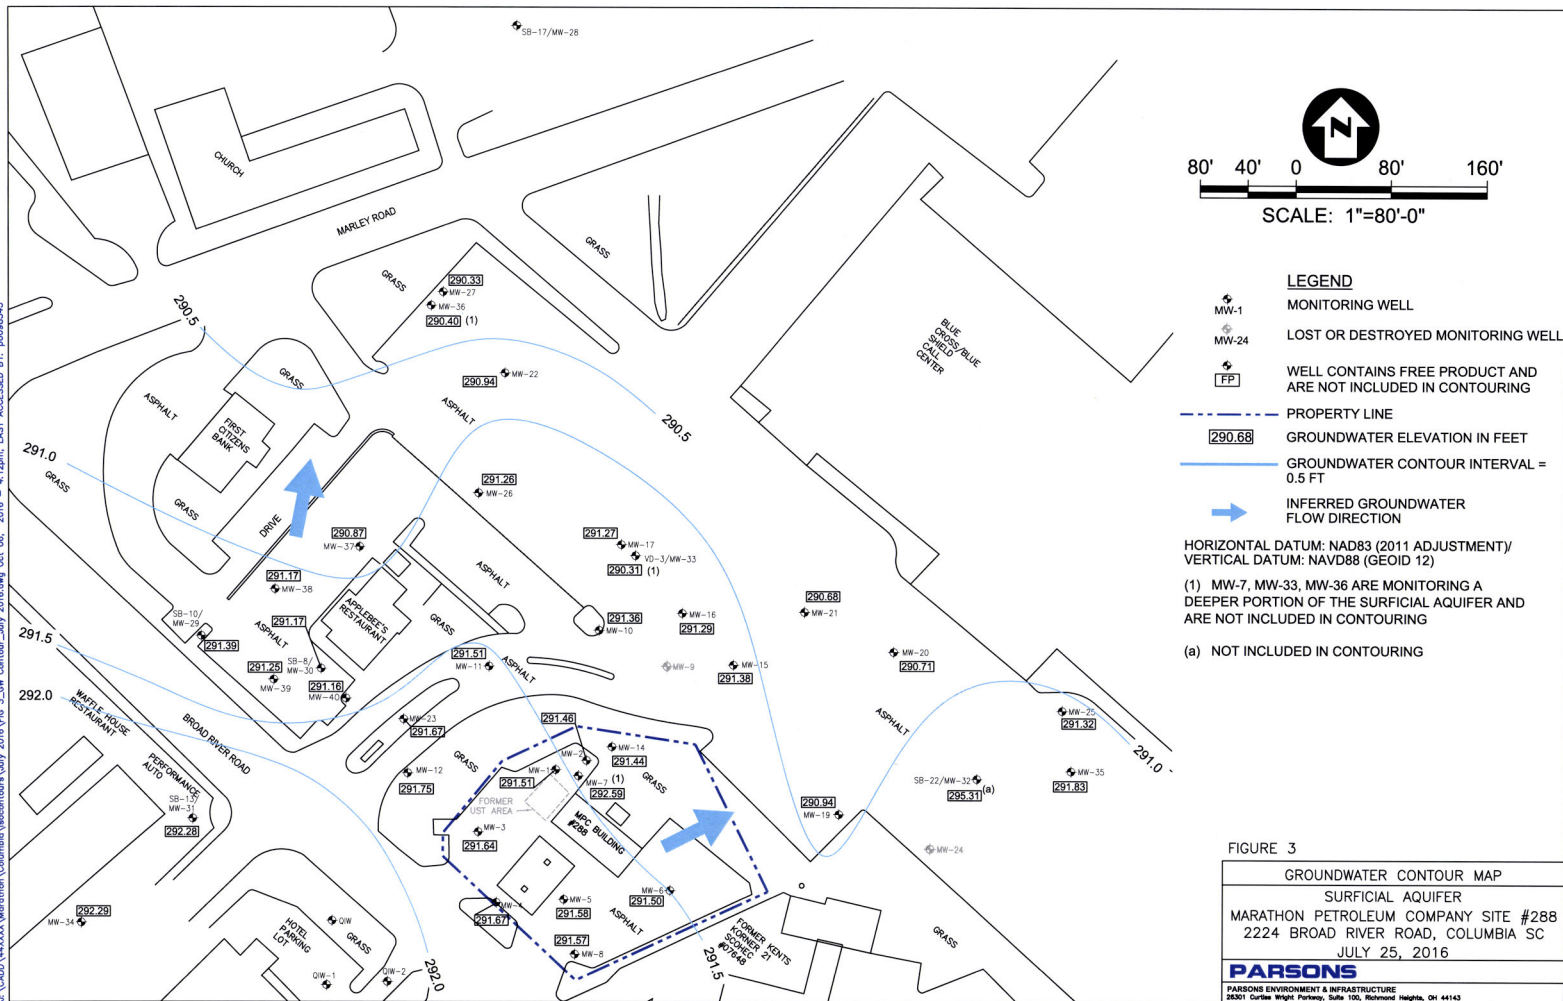 SB-17/MW-28
CHURCH
MARLEY ROAD
GRASS
GRASS
290.33
MW-27
MW-36
290.40 (1)
290.5
MW-22
290.94
GRASS
ASPHALT
ASPHALT
FIRST
CITIZENS
BANK
290.5
BLUE
CROSS/BLUE
SHIELD
CALL
CENTER
291.0
GRASS
GRASS
DRIVE
291.26
MW-26
290.87
MW-37
291.27
MW-17
VD-3/MW-33
290.31 (1)
ASPHALT
291.17
MW-38
APPLEBEE'S
RESTAURANT
GRASS
SB-10/
MW-29
291.39
ASPHALT
291.17
SB-8/
MW-30
291.25
MW-39
291.16
MW-40
291.51
MW-11
ASPHALT
291.36
MW-10
MW-16
291.29
290.68
MW-21
MW-9
MW-15
291.38
MW-20
290.71
291.5
292.0
WAFFLE HOUSE
RESTAURANT
BROAD RIVER ROAD
PERFORMANCE
AUTO
MW-23
291.67
GRASS
MW-12
291.75
291.46
MW-2
MW-14
291.44
MW-1
291.51
MW-7 (1)
292.59
GRASS
FORMER
UST AREA
MPC BUILDING
#288
MW-3
291.64
ASPHALT
MW-25
291.32
291.0
SB-22/MW-32
295.31 (a)
MW-35
291.83
290.94
MW-19
MW-24
SB-13/
MW-31
292.28
292.29
MW-34
QIW
HOTEL
PARKING
LOT
GRASS
QIW-1
QIW-2
292.0
MW-4
291.67
MW-5
291.58
291.57
MW-8
ASPHALT
MW-6
291.50
291.5
FORMER KENTS
KORNER 21
SCDHEC
#07648
GRASS
N
80' 40' 0 80' 160'
SCALE: 1"=80'-0"
LEGEND
MW-1 MONITORING WELL
MW-24 LOST OR DESTROYED MONITORING WELL
FP WELL CONTAINS FREE PRODUCT AND
ARE NOT INCLUDED IN CONTOURING
PROPERTY LINE
290.68 GROUNDWATER ELEVATION IN FEET
GROUNDWATER CONTOUR INTERVAL =
0.5 FT
INFERRED GROUNDWATER
FLOW DIRECTION
HORIZONTAL DATUM: NAD83 (2011 ADJUSTMENT)/
VERTICAL DATUM: NAVD88 (GEOID 12)
(1) MW-7, MW-33, MW-36 ARE MONITORING A
DEEPER PORTION OF THE SURFICIAL AQUIFER AND
ARE NOT INCLUDED IN CONTOURING
(a) NOT INCLUDED IN CONTOURING
FIGURE 3
GROUNDWATER CONTOUR MAP
SURFICIAL AQUIFER
MARATHON PETROLEUM COMPANY SITE #288
2224 BROAD RIVER ROAD, COLUMBIA SC
JULY 25, 2016
PARSONS
PARSONS ENVIRONMENT & INFRASTRUCTURE
26301 Curtiss Wright Parkway, Suite 100, Richmond Heights, OH 44143